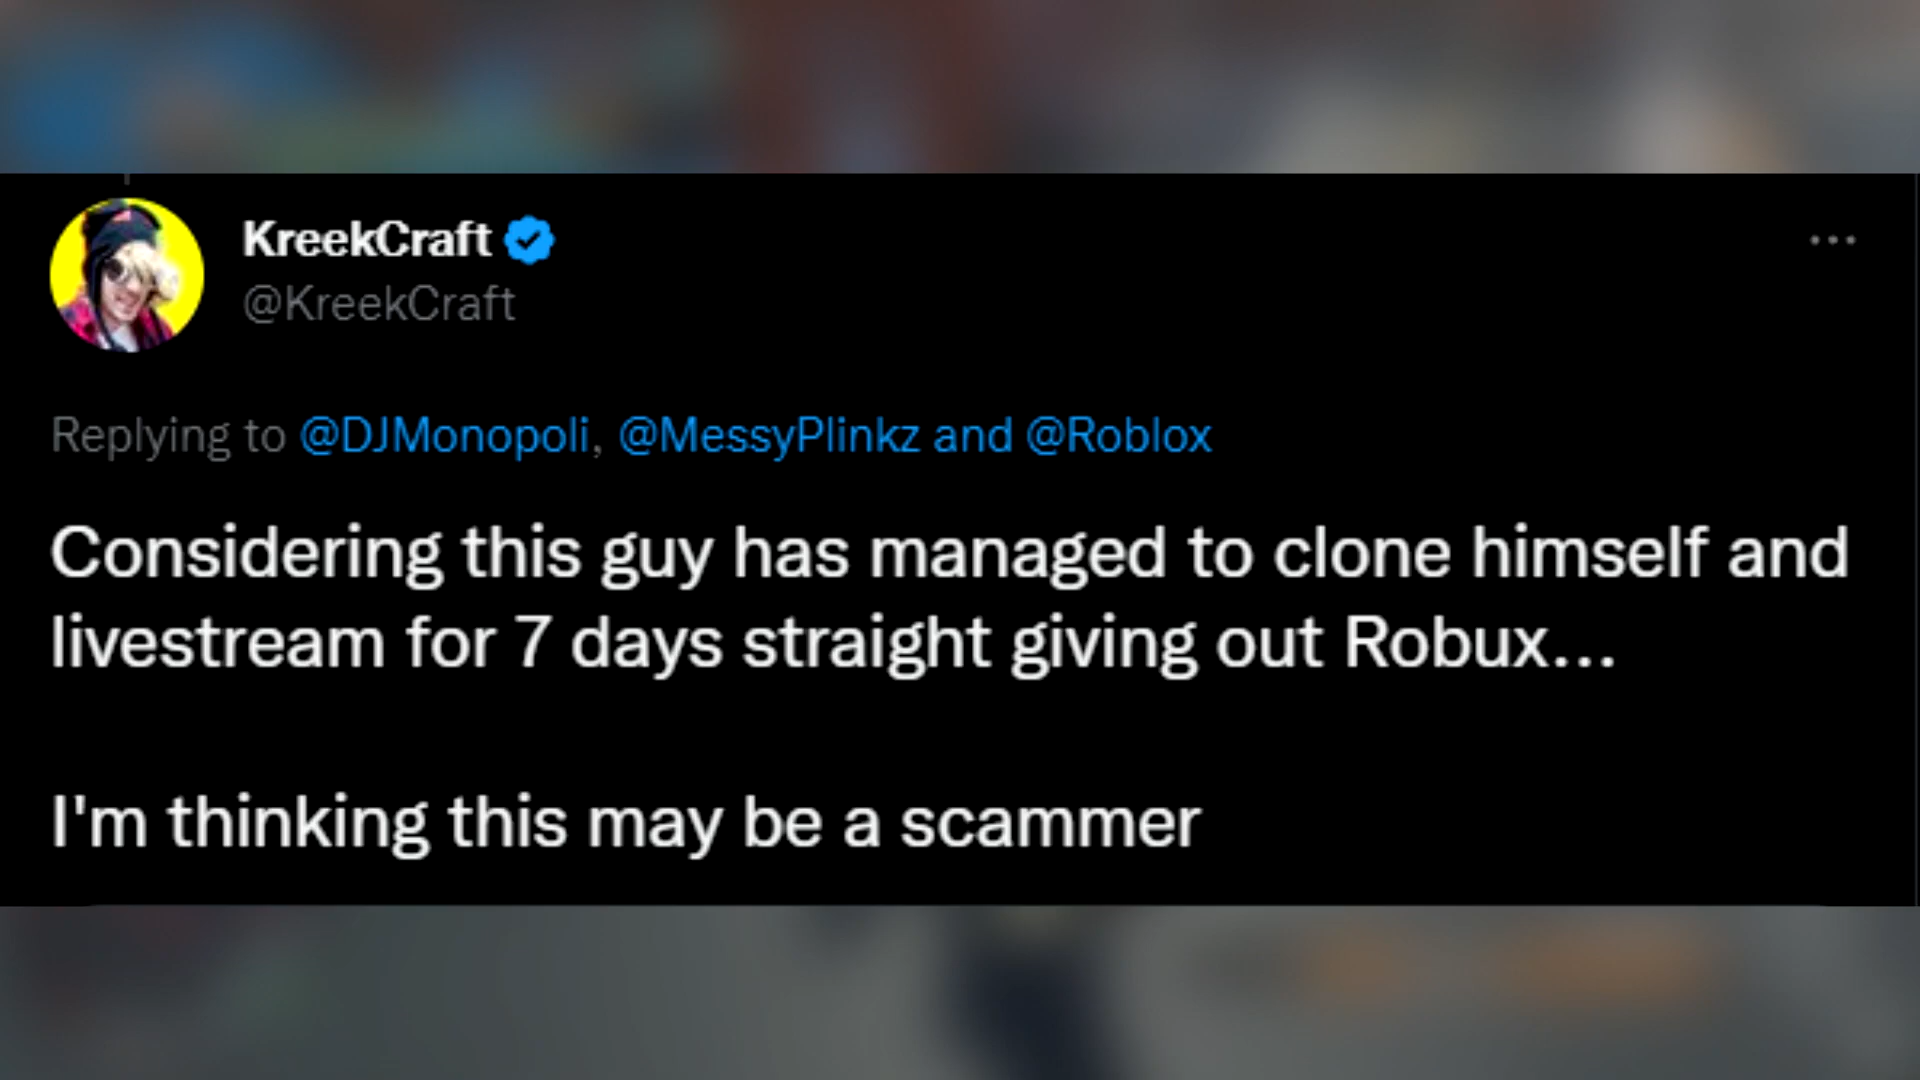 KreekCraft
@KreekCraft
Replying to @DJMonopoli, @MessyPlinkz and @Roblox
Considering this guy has managed to clone himself and
livestream for 7 days straight giving out Robux...
I'm thinking this may be a scammer